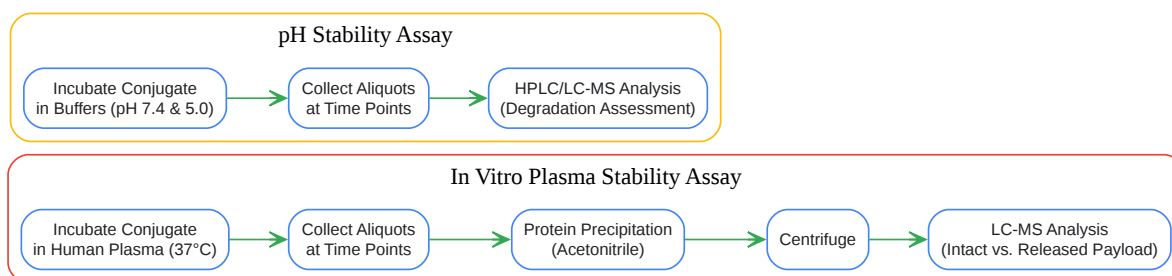 pH Stability Assay
Incubate Conjugate
in Buffers (pH 7.4 & 5.0)
Collect Aliquots
at Time Points
HPLC/LC-MS Analysis
(Degradation Assessment)
In Vitro Plasma Stability Assay
Incubate Conjugate
in Human Plasma (37°C)
Collect Aliquots
at Time Points
Protein Precipitation
(Acetonitrile)
Centrifuge
LC-MS Analysis
(Intact vs. Released Payload)